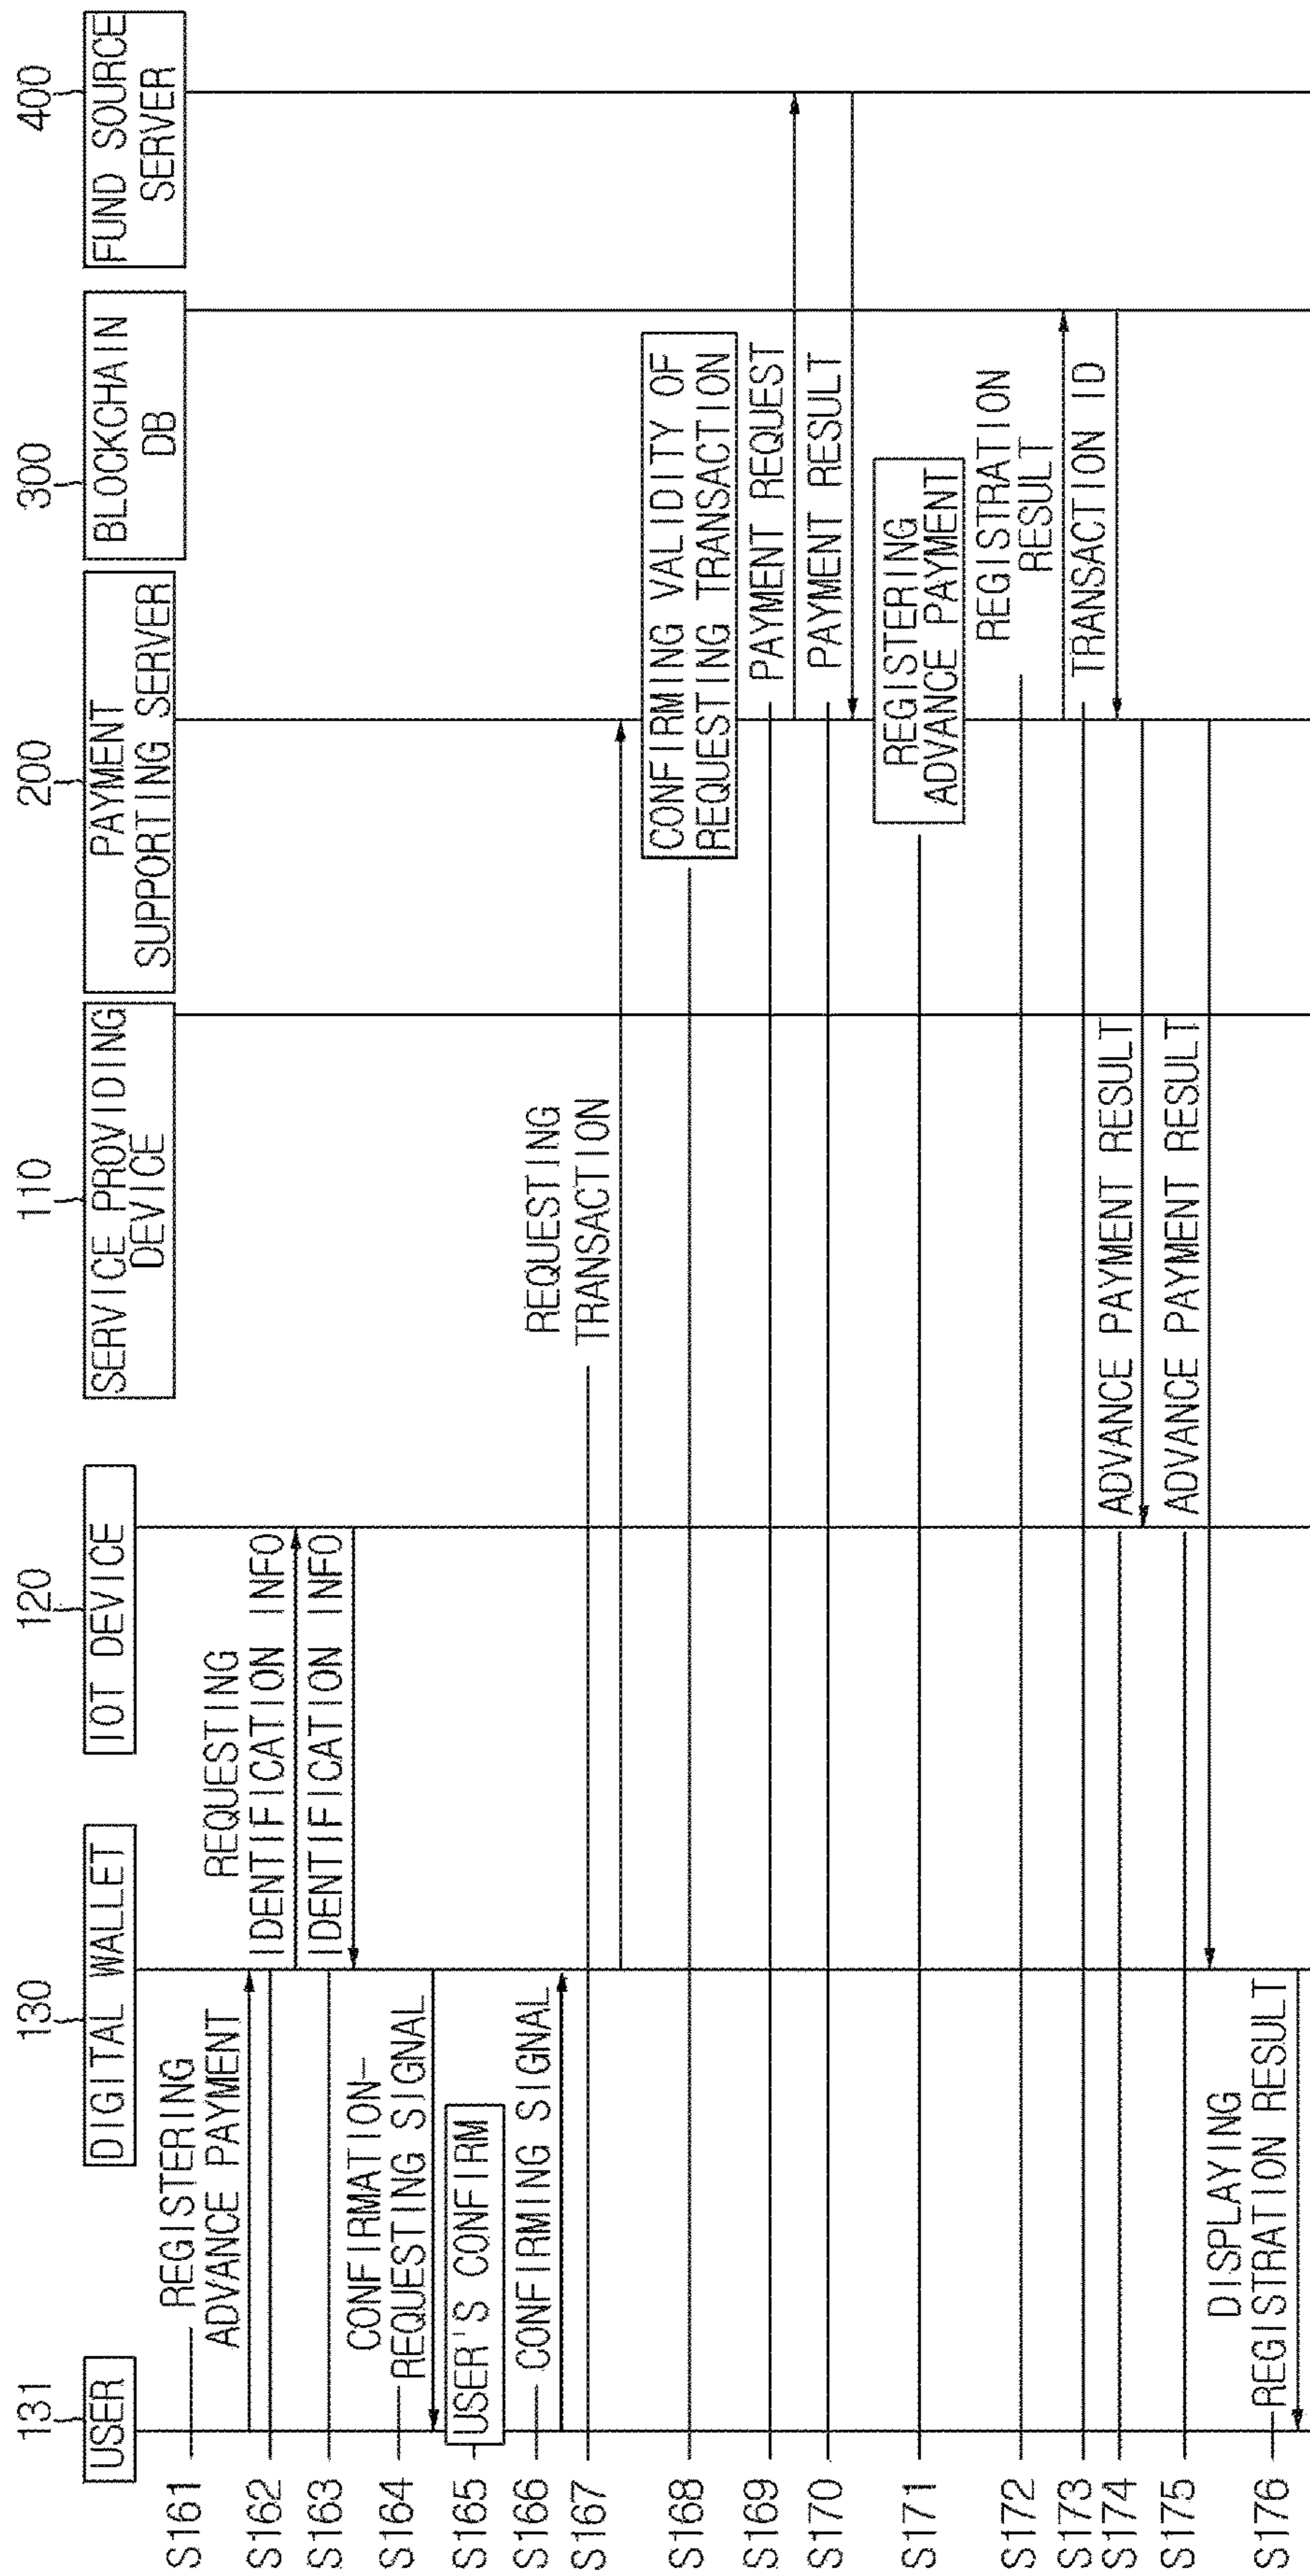 131
USER
130
DIGITAL WALLET
120
IOT DEVICE
110
SERVICE PROVIDING
DEVICE
200
PAYMENT
SUPPORTING SERVER
300
BLOCKCHAIN
DB
400
FUND SOURCE
SERVER
S161
REGISTERING
ADVANCE PAYMENT
S162
REQUESTING
IDENTIFICATION INFO
S163
IDENTIFICATION INFO
S164
CONFIRMATION-
REQUESTING SIGNAL
S165
USER'S CONFIRM
S166
CONFIRMING SIGNAL
S167
REQUESTING
TRANSACTION
S168
CONFIRMING VALIDITY OF
REQUESTING TRANSACTION
S169
PAYMENT REQUEST
S170
PAYMENT RESULT
S171
REGISTERING
ADVANCE PAYMENT
S172
REGISTRATION
RESULT
S173
TRANSACTION ID
S174
ADVANCE PAYMENT RESULT
S175
ADVANCE PAYMENT RESULT
S176
DISPLAYING
REGISTRATION RESULT